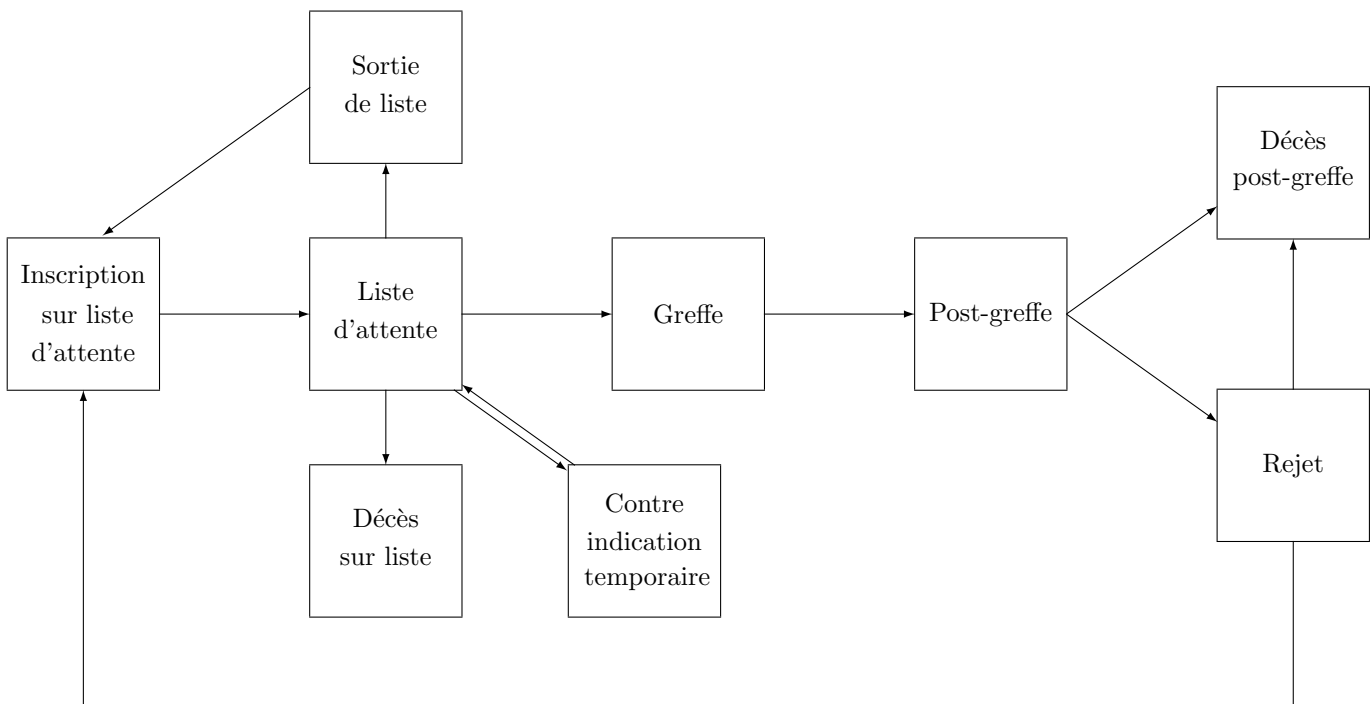 Sortie
de liste
Décès
post-greffe
Inscription
sur liste
d'attente
Liste
d'attente
Greffe
Post-greffe
Rejet
Décès
sur liste
Contre
indication
temporaire